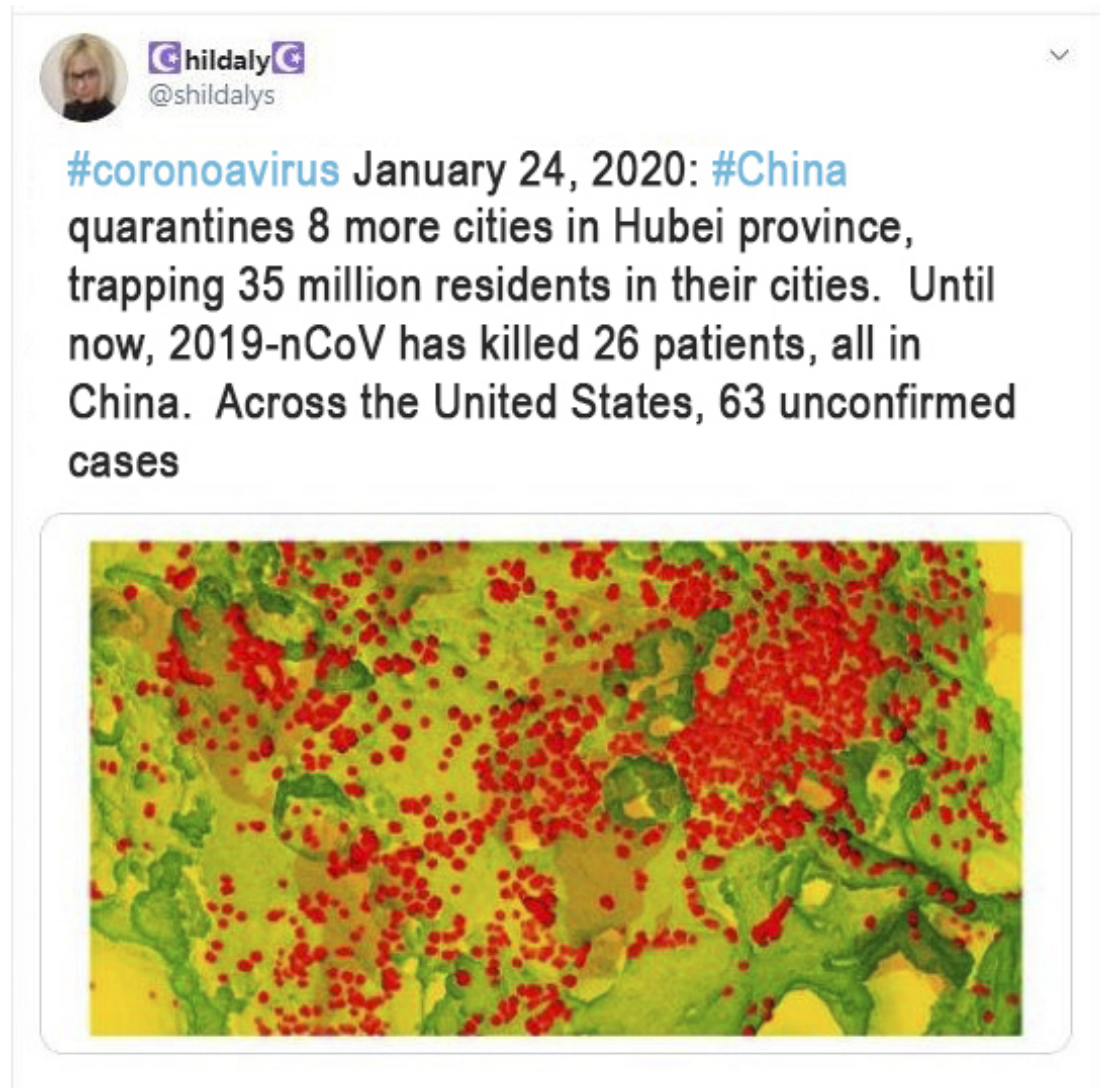 ☪hildaly☪
@shildalys
#coronoavirus January 24, 2020: #China
quarantines 8 more cities in Hubei province,
trapping 35 million residents in their cities.  Until
now, 2019-nCoV has killed 26 patients, all in
China.  Across the United States, 63 unconfirmed
cases